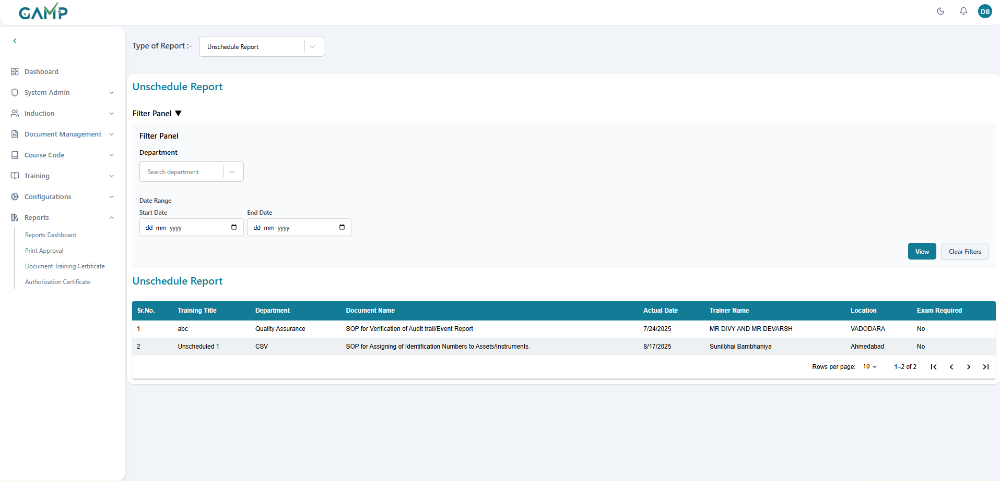 GAMP
DB
Type of Report :-
Unschedule Report
Dashboard
System Admin
Induction
Document Management
Course Code
Training
Configurations
Reports
Reports Dashboard
Print Approval
Document Training Certificate
Authorization Certificate
Unschedule Report
Filter Panel ▼
Filter Panel
Department
Search department
Date Range
Start Date End Date
dd-mm-yyyy dd-mm-yyyy
View Clear Filters
Unschedule Report
Sr.No. Training Title Department Document Name Actual Date Trainer Name Location Exam Required
1 abc Quality Assurance SOP for Verification of Audit trail/Event Report 7/24/2025 MR DIVY AND MR DEVARSH VADODARA No
2 Unscheduled 1 CSV SOP for Assigning of Identification Numbers to Assets/Instruments. 8/17/2025 Sunilbhai Bambhaniya Ahmedabad No
Rows per page: 10 1–2 of 2